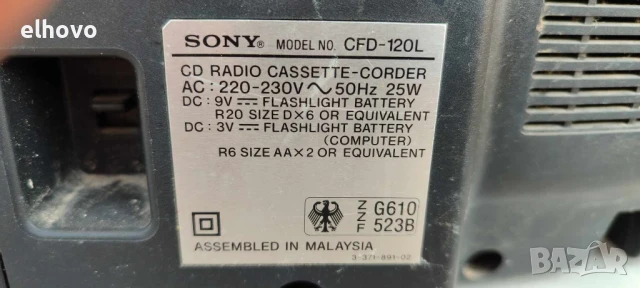 elhovo
SONY® MODEL NO. CFD-120L
CD RADIO CASSETTE-CORDER
AC: 220-230V ~ 50Hz 25W
DC: 9V ⎓ FLASHLIGHT BATTERY
R20 SIZE D×6 OR EQUIVALENT
DC: 3V ⎓ FLASHLIGHT BATTERY
(COMPUTER)
R6 SIZE AA×2 OR EQUIVALENT
ZZF G610
523B
ASSEMBLED IN MALAYSIA
3-371-891-02
bazar